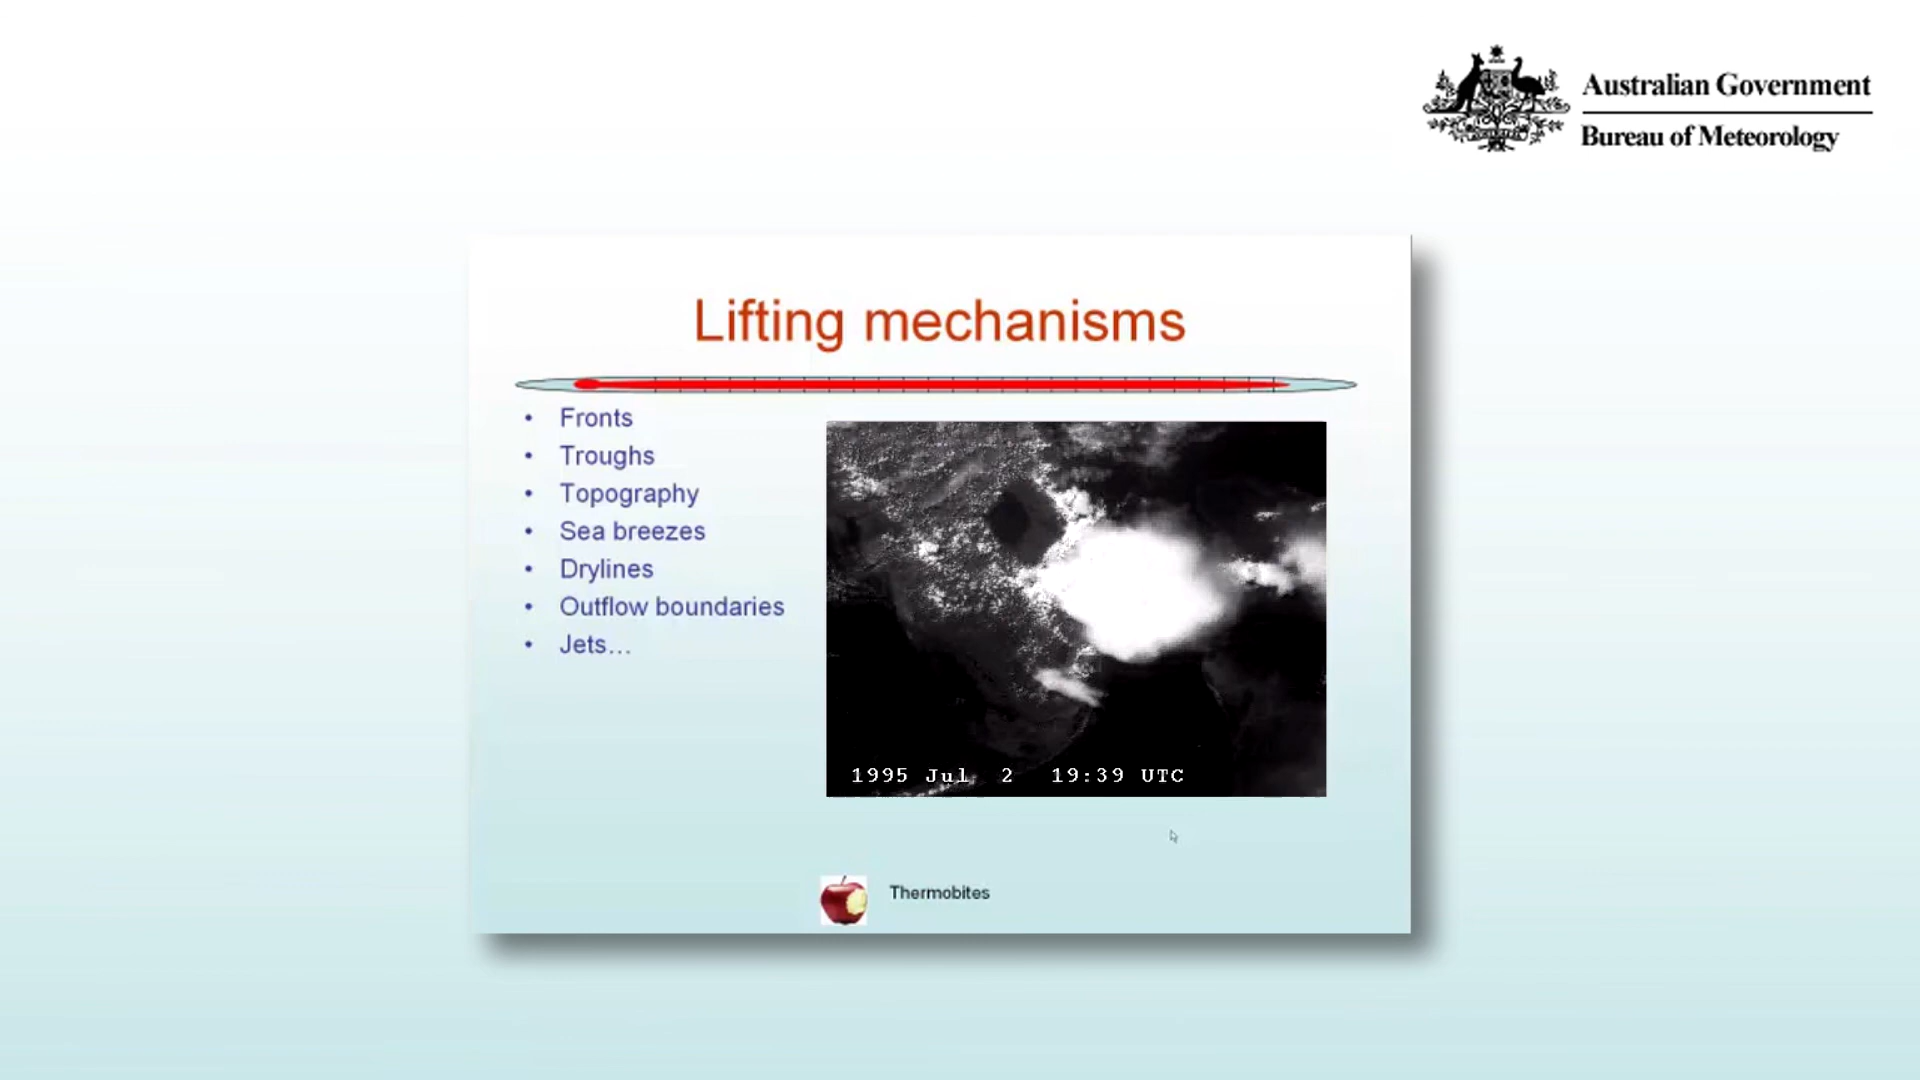 Australian Government
Bureau of Meteorology
Lifting mechanisms
• Fronts
• Troughs
• Topography
• Sea breezes
• Drylines
• Outflow boundaries
• Jets…
1995 Jul 2 19:39 UTC
Thermobites